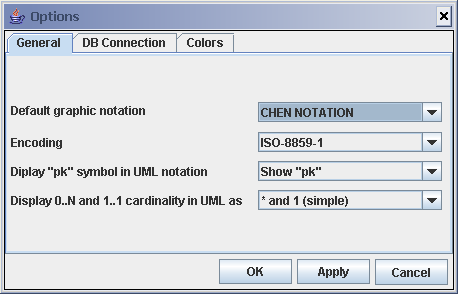 Options
General DB Connection Colors
Default graphic notation CHEN NOTATION
Encoding ISO-8859-1
Diplay "pk" symbol in UML notation Show "pk"
Display 0..N and 1..1 cardinality in UML as * and 1 (simple)
OK Apply Cancel